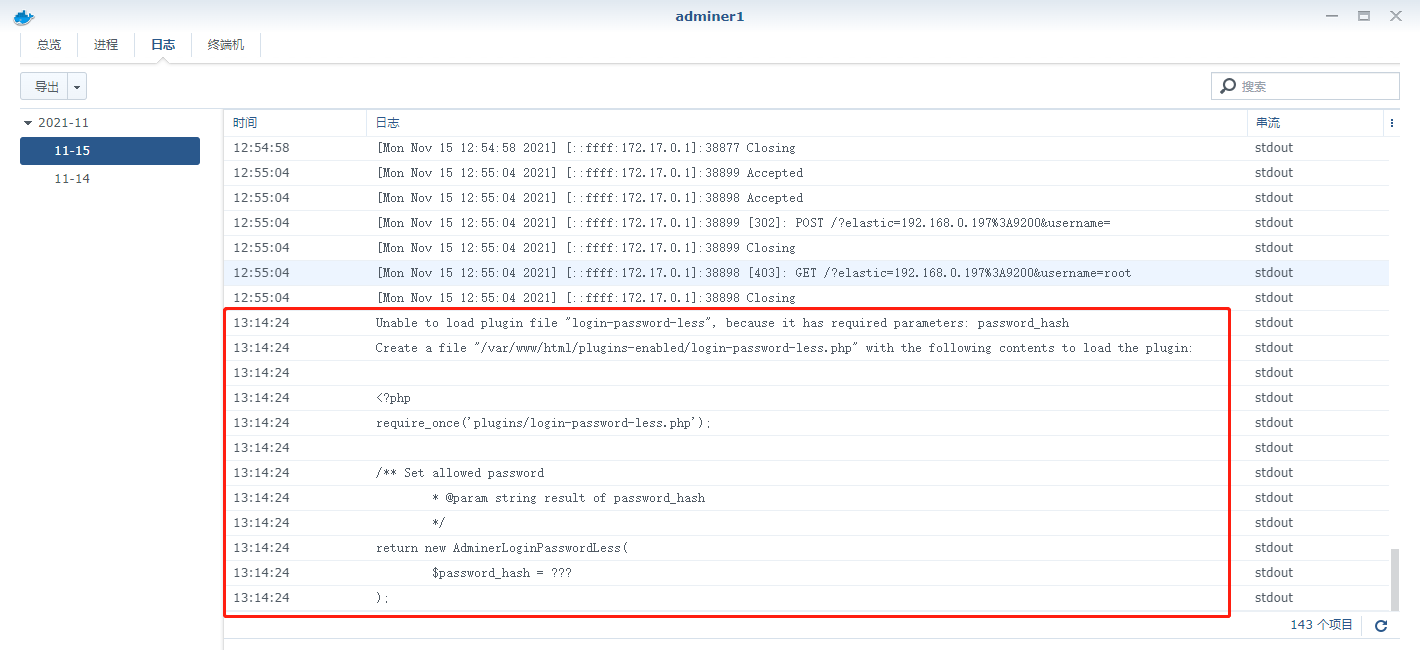 adminer1
总览 进程 日志 终端机
导出 搜索
2021-11
11-15
11-14
时间 日志 串流
12:54:58 [Mon Nov 15 12:54:58 2021] [::ffff:172.17.0.1]:38877 Closing stdout
12:55:04 [Mon Nov 15 12:55:04 2021] [::ffff:172.17.0.1]:38899 Accepted stdout
12:55:04 [Mon Nov 15 12:55:04 2021] [::ffff:172.17.0.1]:38898 Accepted stdout
12:55:04 [Mon Nov 15 12:55:04 2021] [::ffff:172.17.0.1]:38899 [302]: POST /?elastic=192.168.0.197%3A9200&username= stdout
12:55:04 [Mon Nov 15 12:55:04 2021] [::ffff:172.17.0.1]:38899 Closing stdout
12:55:04 [Mon Nov 15 12:55:04 2021] [::ffff:172.17.0.1]:38898 [403]: GET /?elastic=192.168.0.197%3A9200&username=root stdout
12:55:04 [Mon Nov 15 12:55:04 2021] [::ffff:172.17.0.1]:38898 Closing stdout
13:14:24 Unable to load plugin file "login-password-less", because it has required parameters: password_hash stdout
13:14:24 Create a file "/var/www/html/plugins-enabled/login-password-less.php" with the following contents to load the plugin: stdout
13:14:24 stdout
13:14:24 <?php stdout
13:14:24 require_once('plugins/login-password-less.php'); stdout
13:14:24 stdout
13:14:24 /** Set allowed password stdout
13:14:24 * @param string result of password_hash stdout
13:14:24 */ stdout
13:14:24 return new AdminerLoginPasswordLess( stdout
13:14:24 $password_hash = ??? stdout
13:14:24 ); stdout
143 个项目